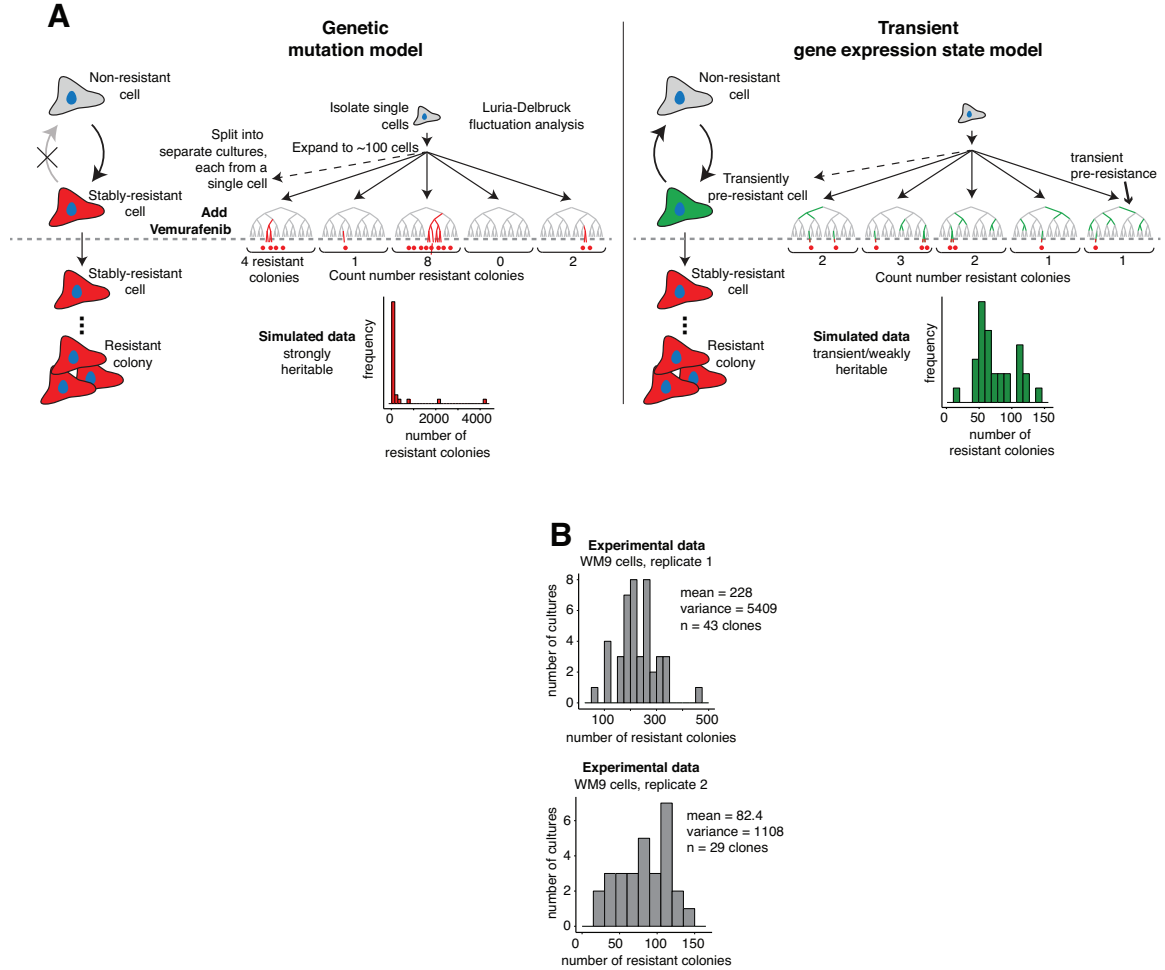 A
Genetic
mutation model
Non-resistant
cell
Stably-resistant
cell
Add
Vemurafenib
Stably-resistant
cell
Resistant
colony
Isolate single
cells
Luria-Delbruck
fluctuation analysis
Split into
separate cultures,
each from a
single cell
Expand to ~100 cells
4 resistant
colonies
1
8
0
2
Count number resistant colonies
Simulated data
strongly
heritable
frequency
0
2000
4000
number of
resistant colonies
Transient
gene expression state model
Non-resistant
cell
Transiently
pre-resistant cell
Stably-resistant
cell
Resistant
colony
transient
pre-resistance
2
3
2
1
1
Count number resistant colonies
Simulated data
transient/weakly
heritable
frequency
0
50
100
150
number of
resistant colonies
B
Experimental data
WM9 cells, replicate 1
mean = 228
variance = 5409
n = 43 clones
number of cultures
8
6
4
2
0
100
300
500
number of resistant colonies
Experimental data
WM9 cells, replicate 2
mean = 82.4
variance = 1108
n = 29 clones
number of cultures
6
4
2
0
0
50
100
150
number of resistant colonies